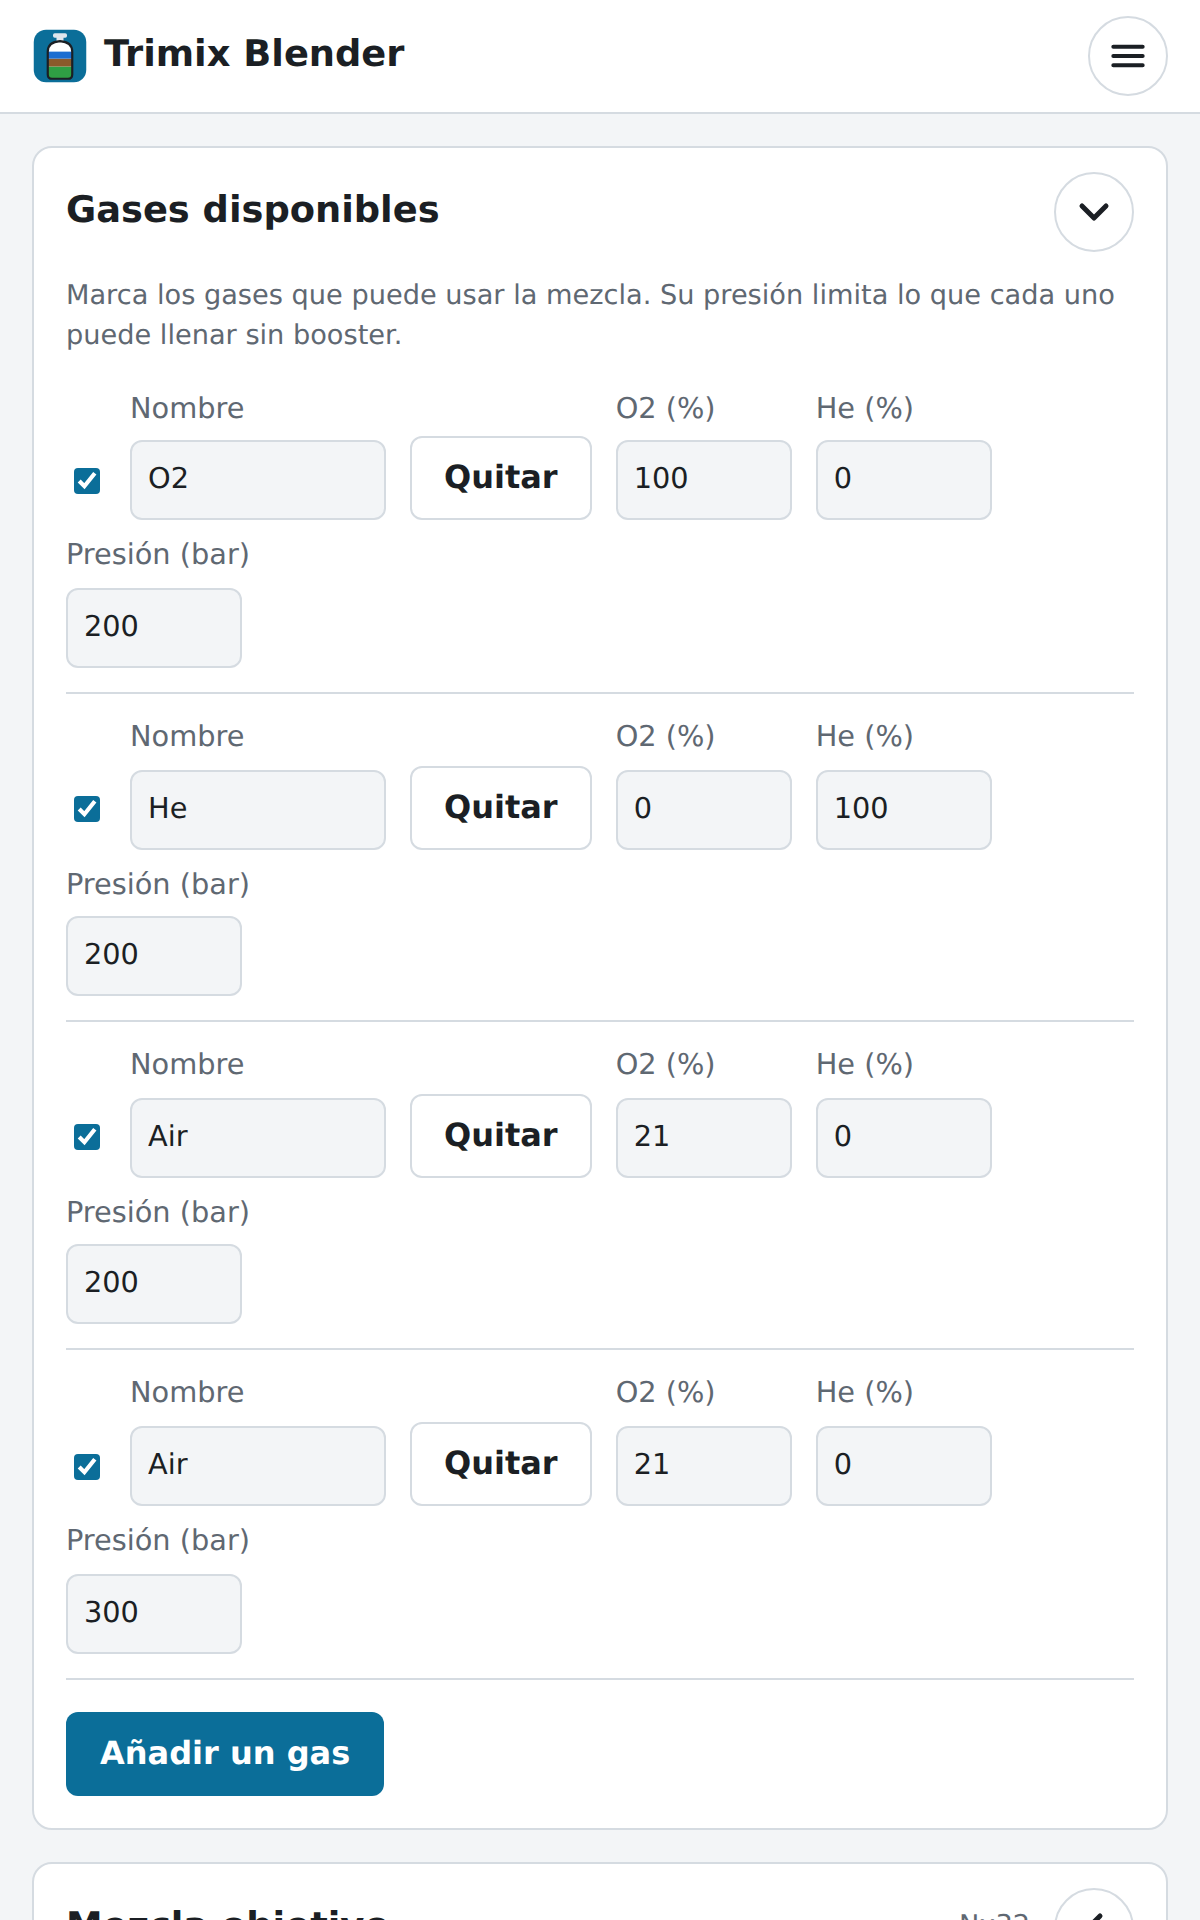 Trimix Blender
Gases disponibles
Marca los gases que puede usar la mezcla. Su presión limita lo que cada uno
puede llenar sin booster.
Nombre O2 (%) He (%)
O2 Quitar 100 0
Presión (bar)
200
Nombre O2 (%) He (%)
He Quitar 0 100
Presión (bar)
200
Nombre O2 (%) He (%)
Air Quitar 21 0
Presión (bar)
200
Nombre O2 (%) He (%)
Air Quitar 21 0
Presión (bar)
300
Añadir un gas
Mezcla objetivo